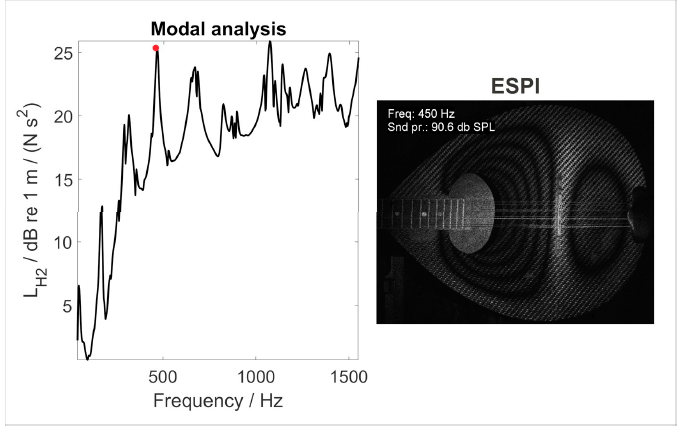 Modal analysis
25
20
15
10
5
L_H2 / dB re 1 m / (N s²)
500
1000
1500
Frequency / Hz
ESPI
Freq: 450 Hz
Snd pr.: 90.6 db SPL